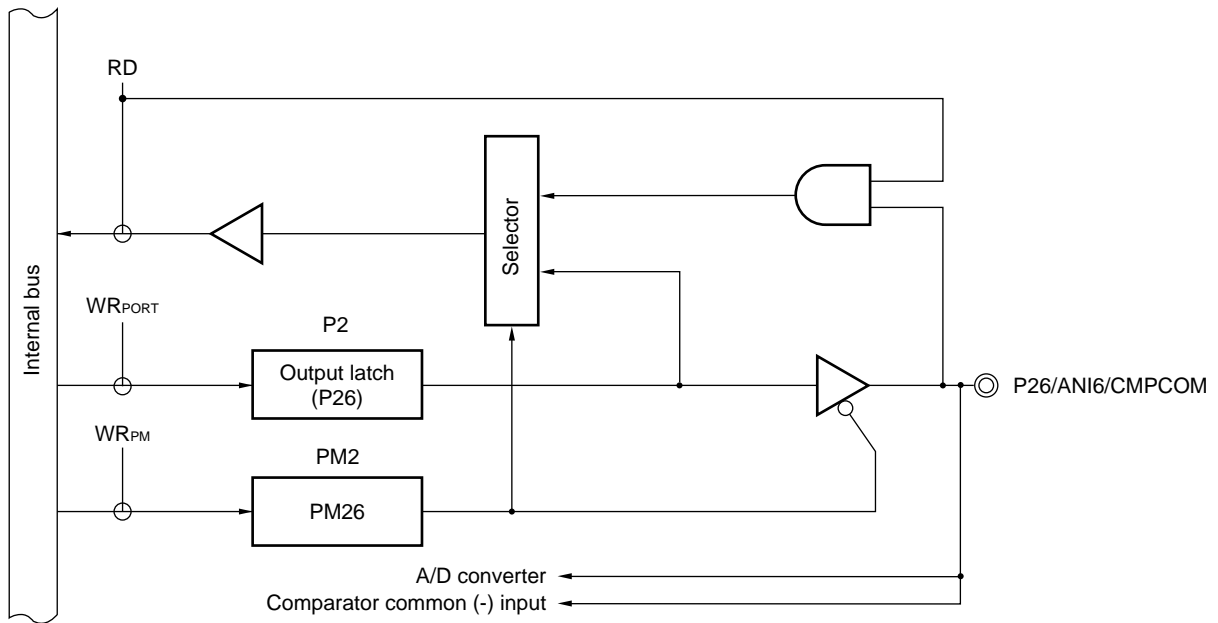 RD
Selector
Internal bus
WRPORT
P2
Output latch
(P26)
P26/ANI6/CMPCOM
WRPM
PM2
PM26
A/D converter
Comparator common (-) input